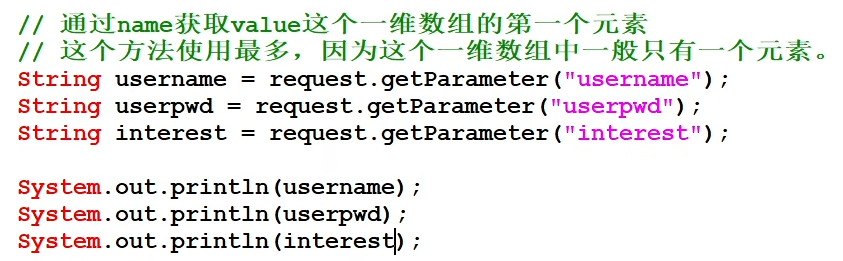 // 通过name获取value这个一维数组的第一个元素
// 这个方法使用最多，因为这个一维数组中一般只有一个元素。
String username = request.getParameter("username");
String userpwd = request.getParameter("userpwd");
String interest = request.getParameter("interest");
System.out.println(username);
System.out.println(userpwd);
System.out.println(interest);